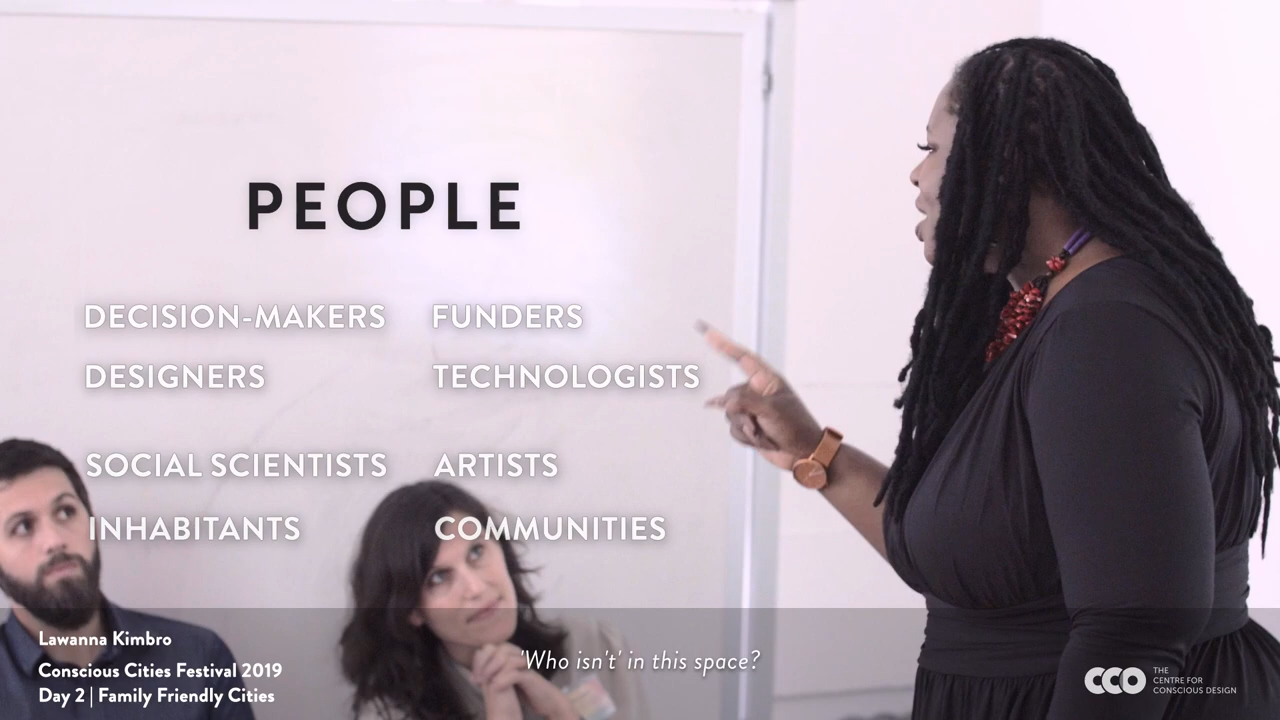 PEOPLE
DECISION-MAKERS FUNDERS
DESIGNERS TECHNOLOGISTS
SOCIAL SCIENTISTS ARTISTS
INHABITANTS COMMUNITIES
Lawanna Kimbro
Conscious Cities Festival 2019
Day 2 | Family Friendly Cities
'Who isn't' in this space?
CCD
THE
CENTRE FOR
CONSCIOUS DESIGN